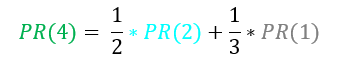 PR(4) = 1/2 * PR(2) + 1/3 * PR(1)